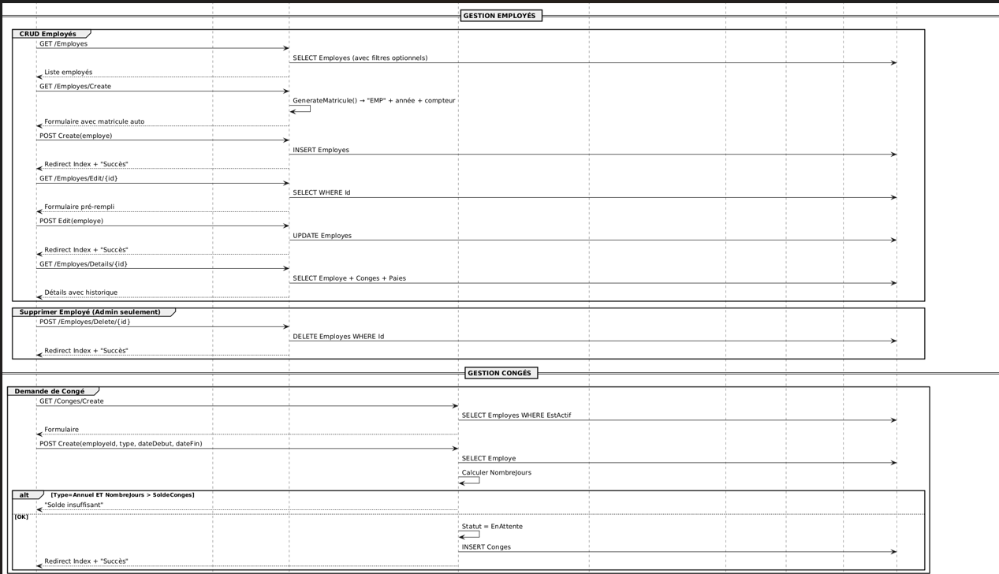 GESTION EMPLOYÉS
CRUD Employés
GET /Employes
SELECT Employes (avec filtres optionnels)
Liste employés
GET /Employes/Create
GenerateMatricule() → "EMP" + année + compteur
Formulaire avec matricule auto
POST Create(employe)
INSERT Employes
Redirect Index + "Succès"
GET /Employes/Edit/{id}
SELECT WHERE Id
Formulaire pré-rempli
POST Edit(employe)
UPDATE Employes
Redirect Index + "Succès"
GET /Employes/Details/{id}
SELECT Employe + Conges + Paies
Détails avec historique
Supprimer Employé (Admin seulement)
POST /Employes/Delete/{id}
DELETE Employes WHERE Id
Redirect Index + "Succès"
GESTION CONGÉS
Demande de Congé
GET /Conges/Create
SELECT Employes WHERE EstActif
Formulaire
POST Create(employeId, type, dateDebut, dateFin)
SELECT Employe
Calculer NombreJours
alt [Type=Annuel ET NombreJours > SoldeConges]
"Solde insuffisant"
[OK]
Statut = EnAttente
INSERT Conges
Redirect Index + "Succès"